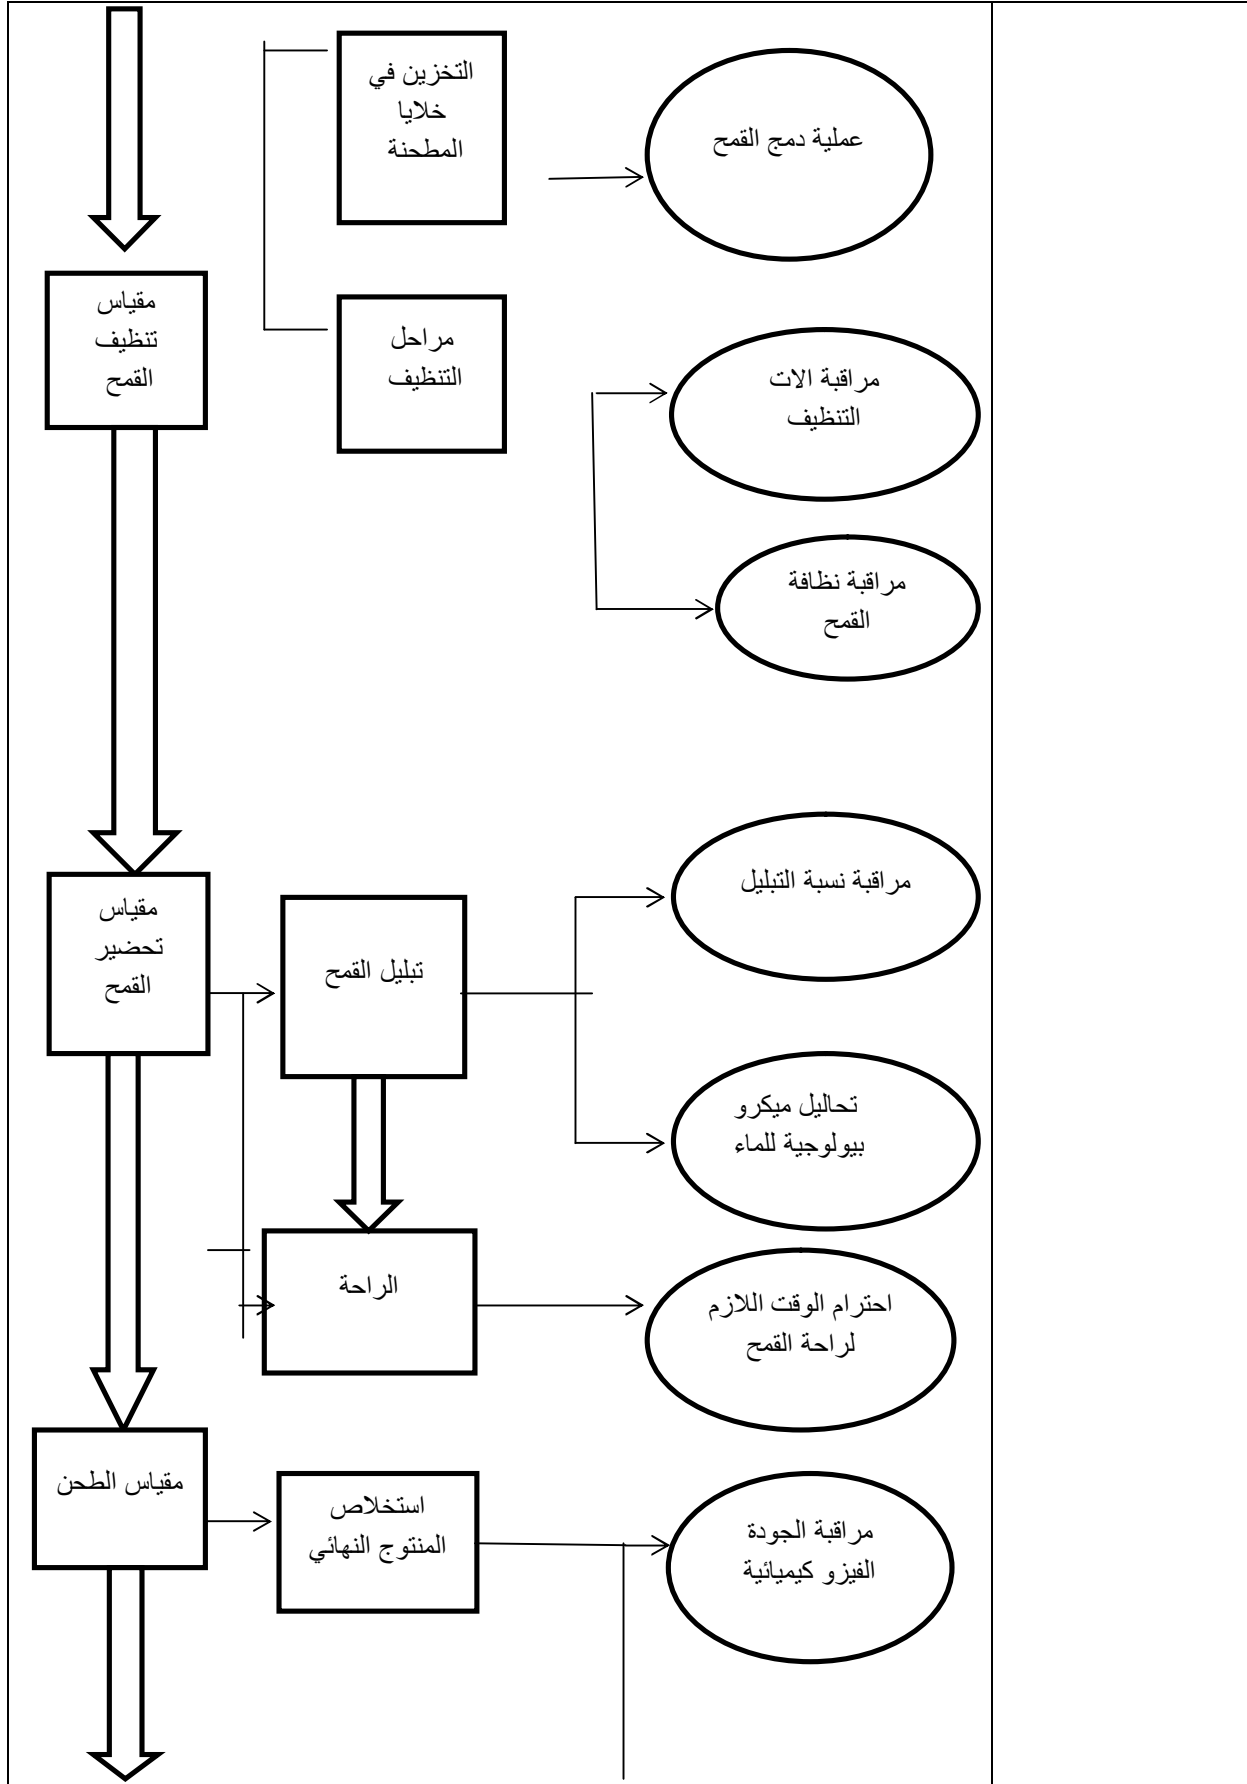 التخزين في
خلايا
المطحنة
عملية دمج القمح
مقياس
تنظيف
القمح
مراحل
التنظيف
مراقبة الات
التنظيف
مراقبة نظافة
القمح
مقياس
تحضير
القمح
تبليل القمح
مراقبة نسبة التبليل
تحاليل ميكرو
بيولوجية للماء
الراحة
احترام الوقت اللازم
لراحة القمح
مقياس الطحن
استخلاص
المنتوج النهائي
مراقبة الجودة
الفيزو كيميائية